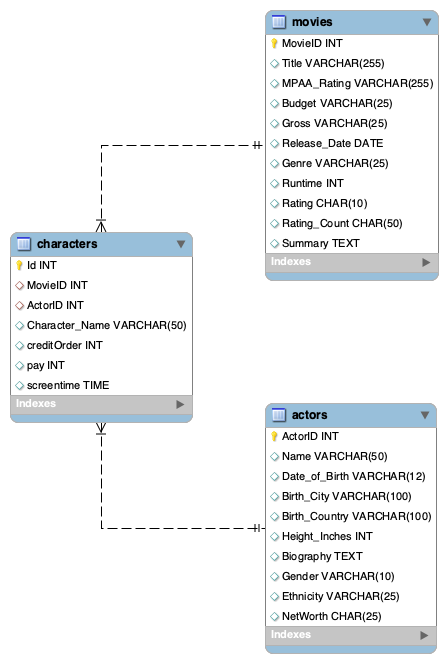 movies
MovieID INT
Title VARCHAR(255)
MPAA_Rating VARCHAR(255)
Budget VARCHAR(25)
Gross VARCHAR(25)
Release_Date DATE
Genre VARCHAR(25)
Runtime INT
Rating CHAR(10)
Rating_Count CHAR(50)
Summary TEXT
Indexes
characters
Id INT
MovieID INT
ActorID INT
Character_Name VARCHAR(50)
creditOrder INT
pay INT
screentime TIME
Indexes
actors
ActorID INT
Name VARCHAR(50)
Date_of_Birth VARCHAR(12)
Birth_City VARCHAR(100)
Birth_Country VARCHAR(100)
Height_Inches INT
Biography TEXT
Gender VARCHAR(10)
Ethnicity VARCHAR(25)
NetWorth CHAR(25)
Indexes